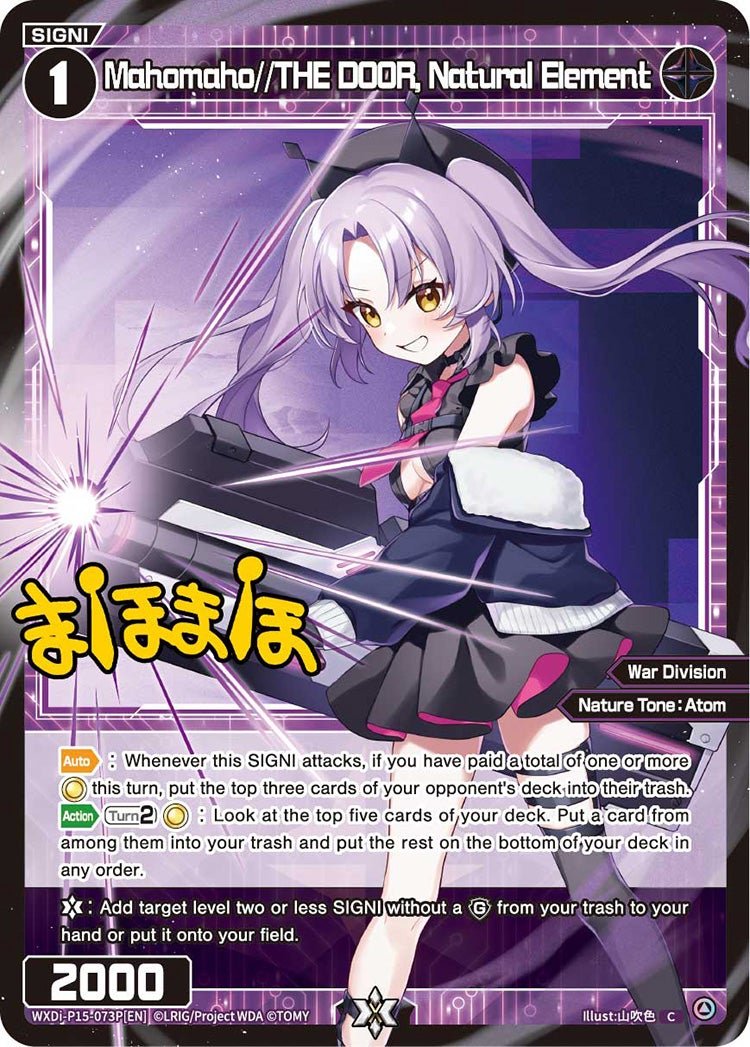 SIGNI
1
Mahomaho//THE DOOR, Natural Element
まほまほ
War Division
Nature Tone:Atom
Auto : Whenever this SIGNI attacks, if you have paid a total of one or more
this turn, put the top three cards of your opponent's deck into their trash.
Action Turn 2 : Look at the top five cards of your deck. Put a card from
among them into your trash and put the rest on the bottom of your deck in
any order.
: Add target level two or less SIGNI without a G from your trash to your
hand or put it onto your field.
2000
WXDi-P15-073P[EN] ©LRIG/Project WDA ©TOMY
Illust:山吹色 C